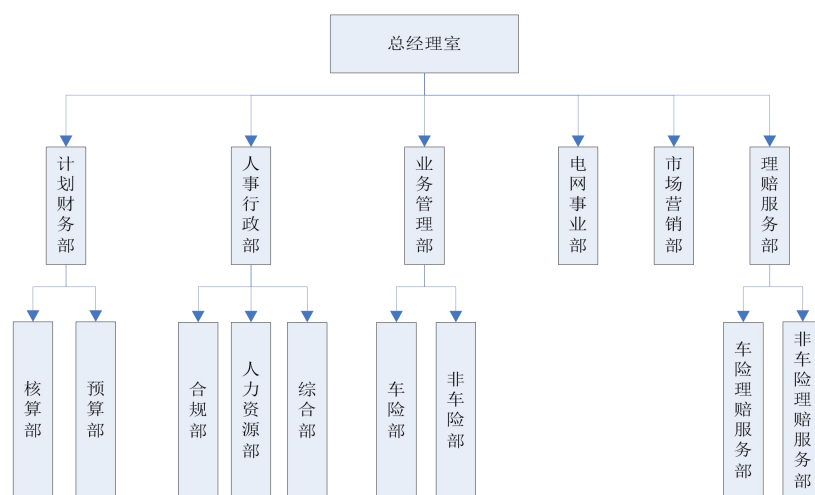 总经理室
计划财务部
人事行政部
业务管理部
电网事业部
市场营销部
理赔服务部
核算部
预算部
合规部
人力资源部
综合部
车险部
非车险部
车险理赔服务部
非车险理赔服务部